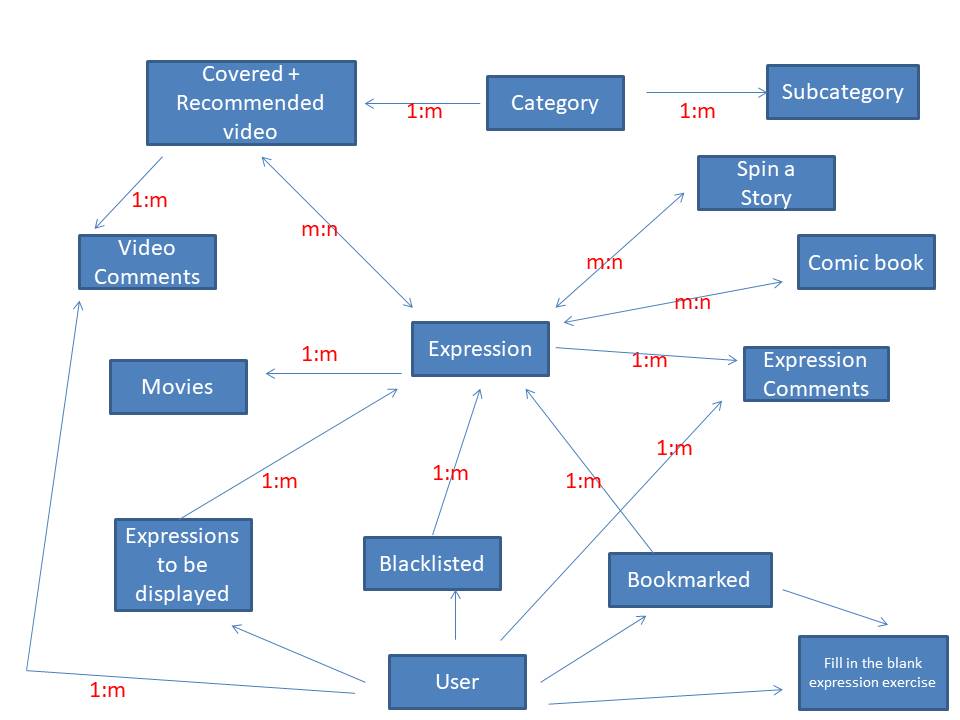 Covered +
Recommended
video
1:m
Category
1:m
Subcategory
1:m
m:n
Spin a
Story
Video
Comments
m:n
Comic book
m:n
Expression
1:m
1:m
Expression
Comments
Movies
1:m
1:m
1:m
1:m
Expressions
to be
displayed
Blacklisted
Bookmarked
1:m
User
Fill in the blank
expression exercise